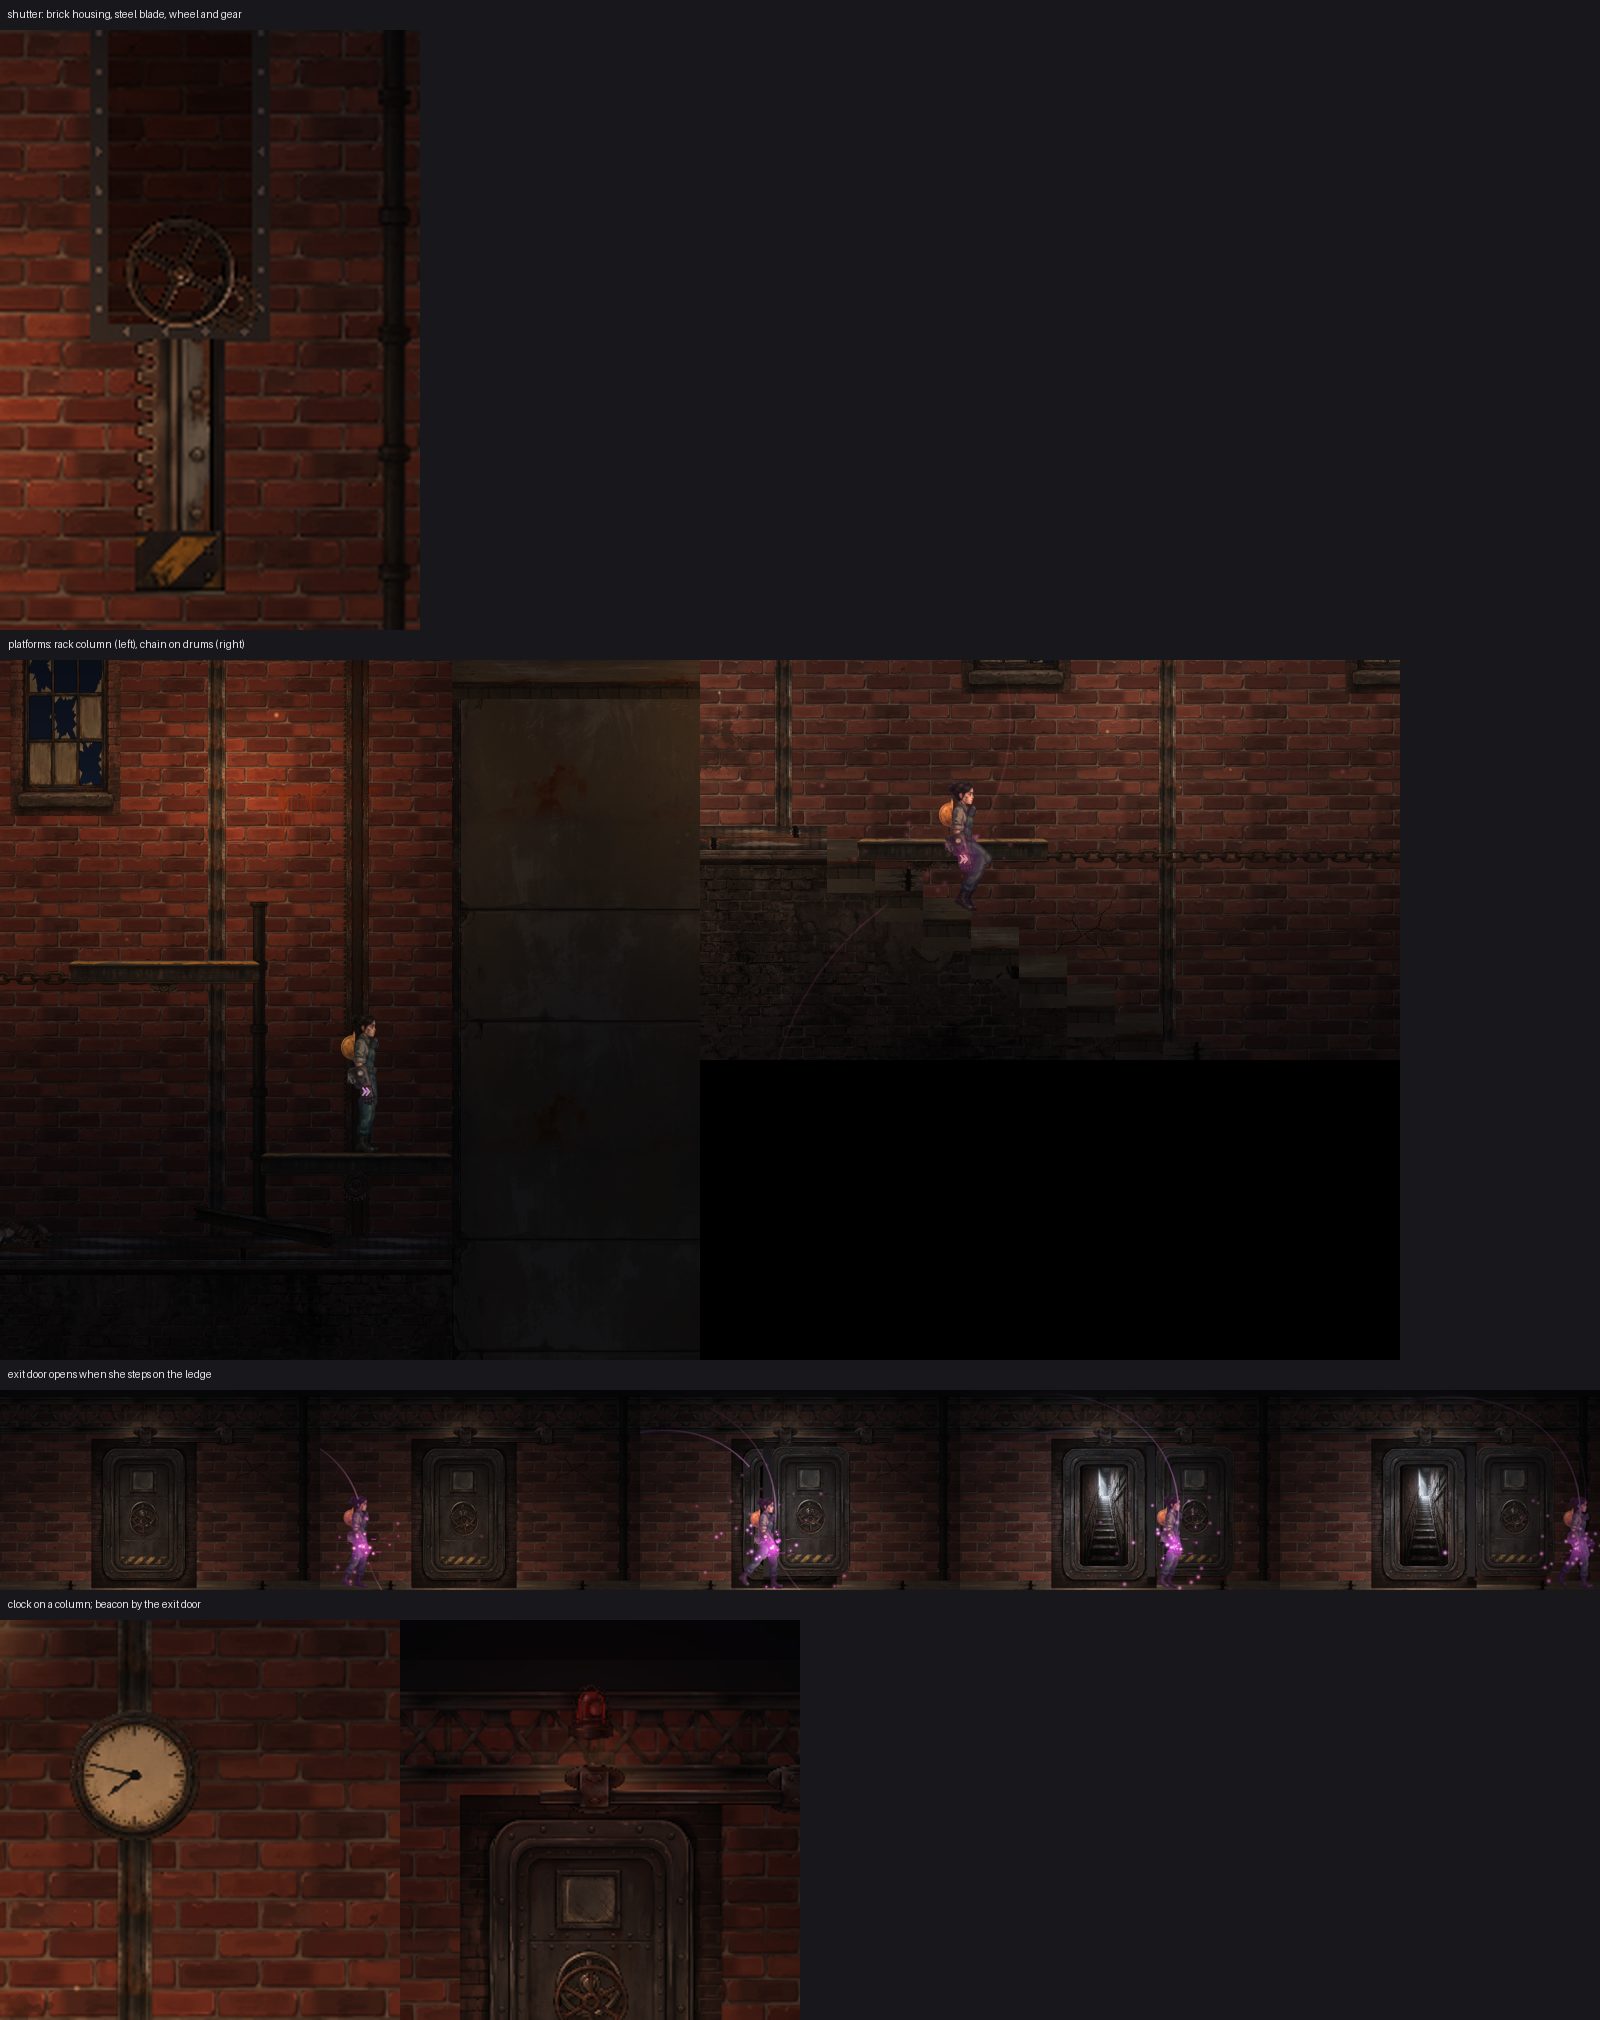 shutter: brick housing, steel blade, wheel and gear
platforms: rack column (left), chain on drums (right)
exit door opens when she steps on the ledge
clock on a column; beacon by the exit door